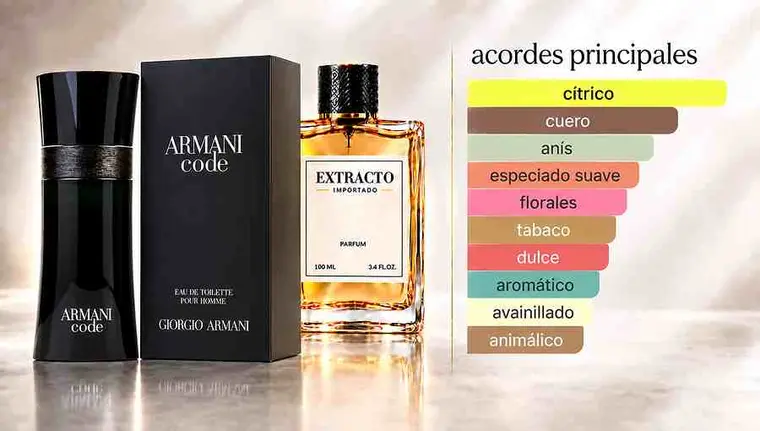 ARMANI
code
ARMANI
code
EAU DE TOILETTE
POUR HOMME
GIORGIO ARMANI
EXTRACTO
IMPORTADO
PARFUM
100 ML 3.4 FL.OZ.
acordes principales
cítrico
cuero
anís
especiado suave
florales
tabaco
dulce
aromático
avainillado
animálico